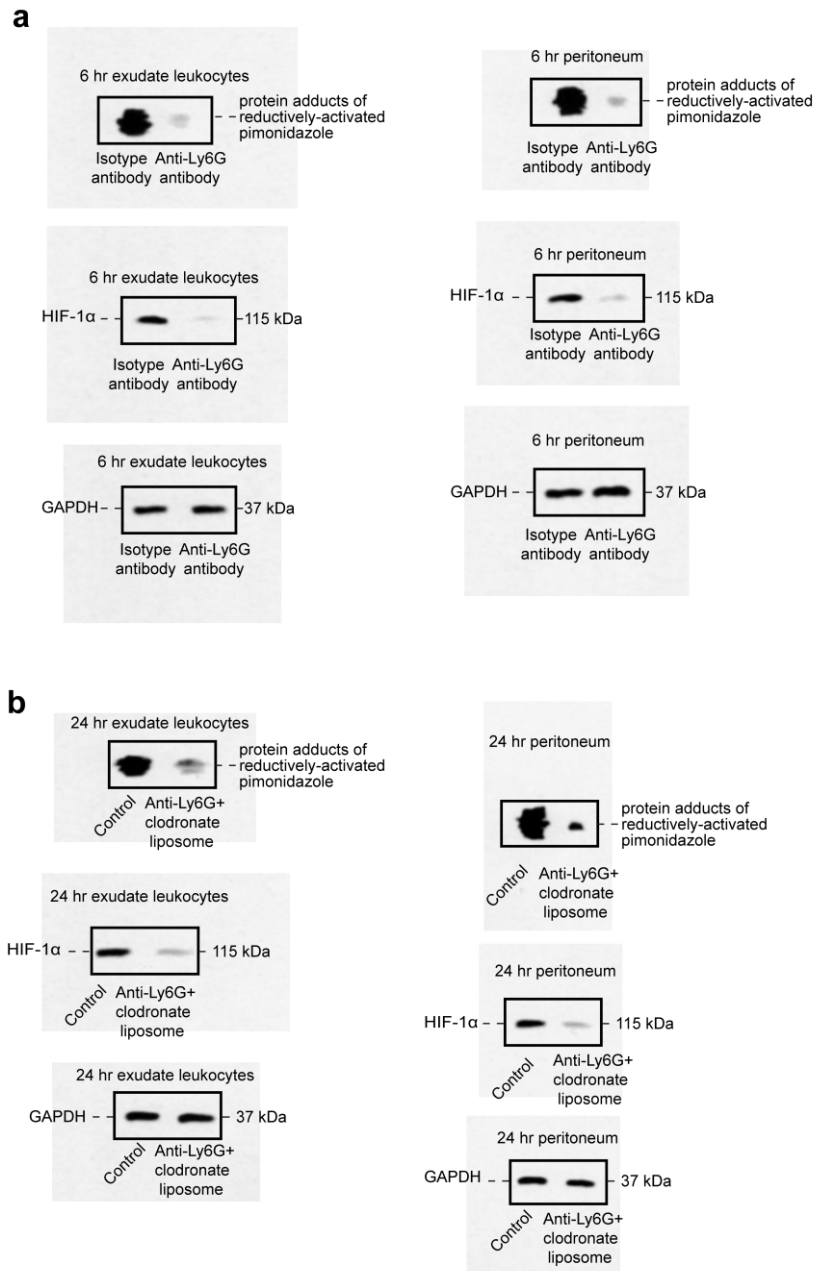 a
6 hr exudate leukocytes
protein adducts of
reductively-activated
pimonidazole
Isotype Anti-Ly6G
antibody antibody
6 hr peritoneum
protein adducts of
reductively-activated
pimonidazole
Isotype Anti-Ly6G
antibody antibody
6 hr exudate leukocytes
HIF-1α 115 kDa
Isotype Anti-Ly6G
antibody antibody
6 hr peritoneum
HIF-1α 115 kDa
Isotype Anti-Ly6G
antibody antibody
6 hr exudate leukocytes
GAPDH 37 kDa
Isotype Anti-Ly6G
antibody antibody
6 hr peritoneum
GAPDH 37 kDa
Isotype Anti-Ly6G
antibody antibody
b
24 hr exudate leukocytes
protein adducts of
reductively-activated
pimonidazole
Control Anti-Ly6G+
clodronate
liposome
24 hr peritoneum
protein adducts of
reductively-activated
pimonidazole
Control Anti-Ly6G+
clodronate
liposome
24 hr exudate leukocytes
HIF-1α 115 kDa
Control Anti-Ly6G+
clodronate
liposome
24 hr peritoneum
HIF-1α 115 kDa
Control Anti-Ly6G+
clodronate
liposome
24 hr exudate leukocytes
GAPDH 37 kDa
Control Anti-Ly6G+
clodronate
liposome
24 hr peritoneum
GAPDH 37 kDa
Control Anti-Ly6G+
clodronate
liposome